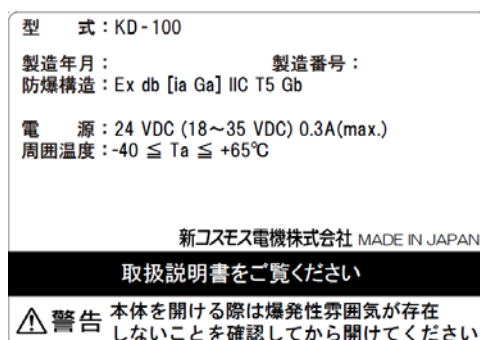 型　　式：KD-100
製造年月：　　　　　　　　　製造番号：
防爆構造：Ex db [ia Ga] IIC T5 Gb
電　　源：24 VDC (18～35 VDC) 0.3A(max.)
周囲温度：-40 ≦ Ta ≦ +65℃
新コスモス電機株式会社 MADE IN JAPAN
取扱説明書をご覧ください
警告 本体を開ける際は爆発性雰囲気が存在
しないことを確認してから開けてください